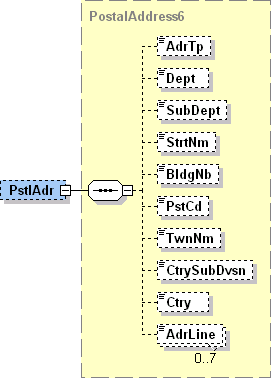 PostalAddress6
AdrTp
Dept
SubDept
StrtNm
BldgNb
PstlAdr
PstCd
TwnNm
CtrySubDvsn
Ctry
AdrLine
0..7